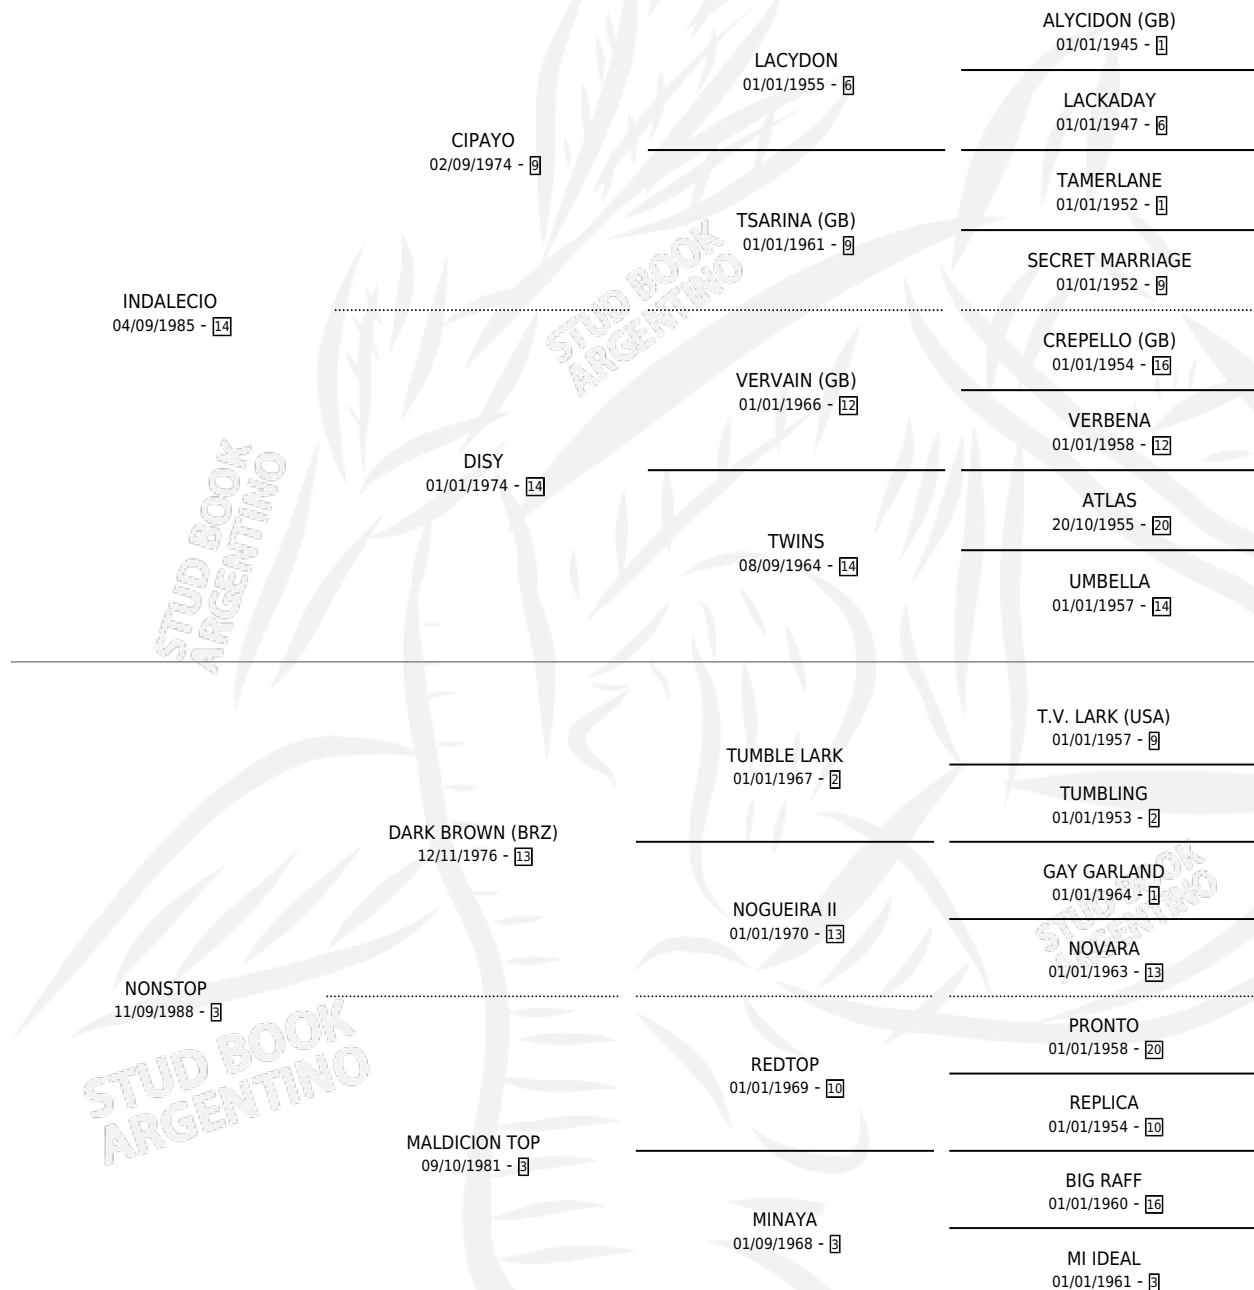 ALYCIDON (GB)
01/01/1945 - 1
LACYDON
01/01/1955 - 6
LACKADAY
01/01/1947 - 6
CIPAYO
02/09/1974 - 9
TAMERLANE
01/01/1952 - 1
TSARINA (GB)
01/01/1961 - 9
SECRET MARRIAGE
01/01/1952 - 9
INDALECIO
04/09/1985 - 14
CREPELLO (GB)
01/01/1954 - 16
VERVAIN (GB)
01/01/1966 - 12
VERBENA
01/01/1958 - 12
DISY
01/01/1974 - 14
ATLAS
20/10/1955 - 20
TWINS
08/09/1964 - 14
UMBELLA
01/01/1957 - 14
T.V. LARK (USA)
01/01/1957 - 9
TUMBLE LARK
01/01/1967 - 2
TUMBLING
01/01/1953 - 2
DARK BROWN (BRZ)
12/11/1976 - 13
GAY GARLAND
01/01/1964 - 1
NOGUEIRA II
01/01/1970 - 13
NOVARA
01/01/1963 - 13
NONSTOP
11/09/1988 - 3
PRONTO
01/01/1958 - 20
REDTOP
01/01/1969 - 10
REPLICA
01/01/1954 - 10
MALDICION TOP
09/10/1981 - 3
BIG RAFF
01/01/1960 - 16
MINAYA
01/09/1968 - 3
MI IDEAL
01/01/1961 - 3
STUD BOOK
ARGENTINO
STUD BOOK
ARGENTINO
STUD BOOK
ARGENTINO
STUD BOOK
ARGENTINO